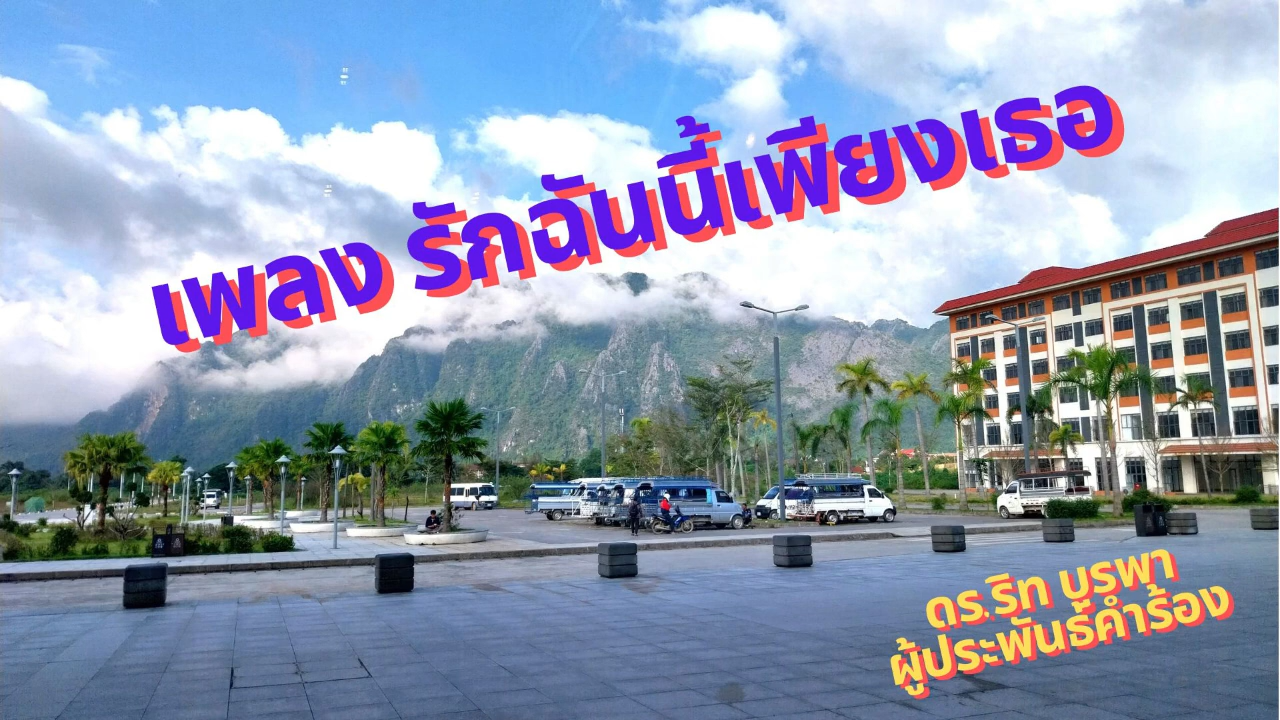 เพลง รักฉันนี้เพียงเธอ
ดร.ริท บูรพา
ผู้ประพันธ์คำร้อง